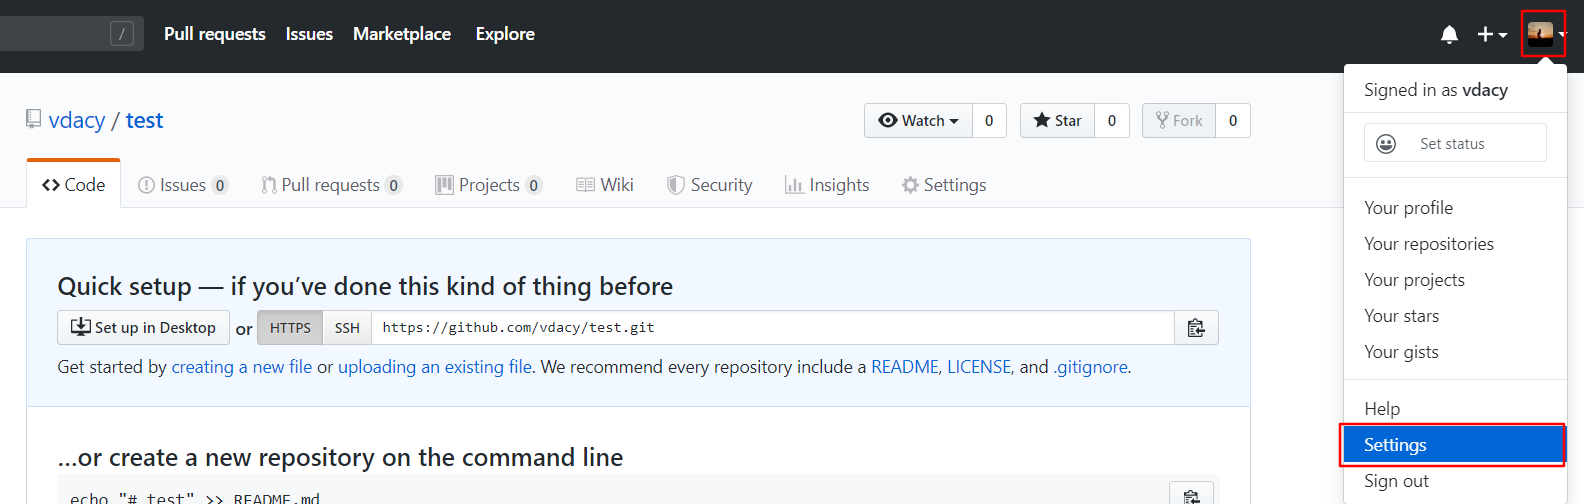 / Pull requests Issues Marketplace Explore
Signed in as vdacy
vdacy / test
Watch 0 Star 0 Fork 0
Set status
Code Issues 0 Pull requests 0 Projects 0 Wiki Security Insights Settings
Your profile
Your repositories
Your projects
Your stars
Your gists
Help
Settings
Sign out
Quick setup — if you’ve done this kind of thing before
Set up in Desktop or HTTPS SSH https://github.com/vdacy/test.git
Get started by creating a new file or uploading an existing file. We recommend every repository include a README, LICENSE, and .gitignore.
…or create a new repository on the command line
echo "# test" >> README.md